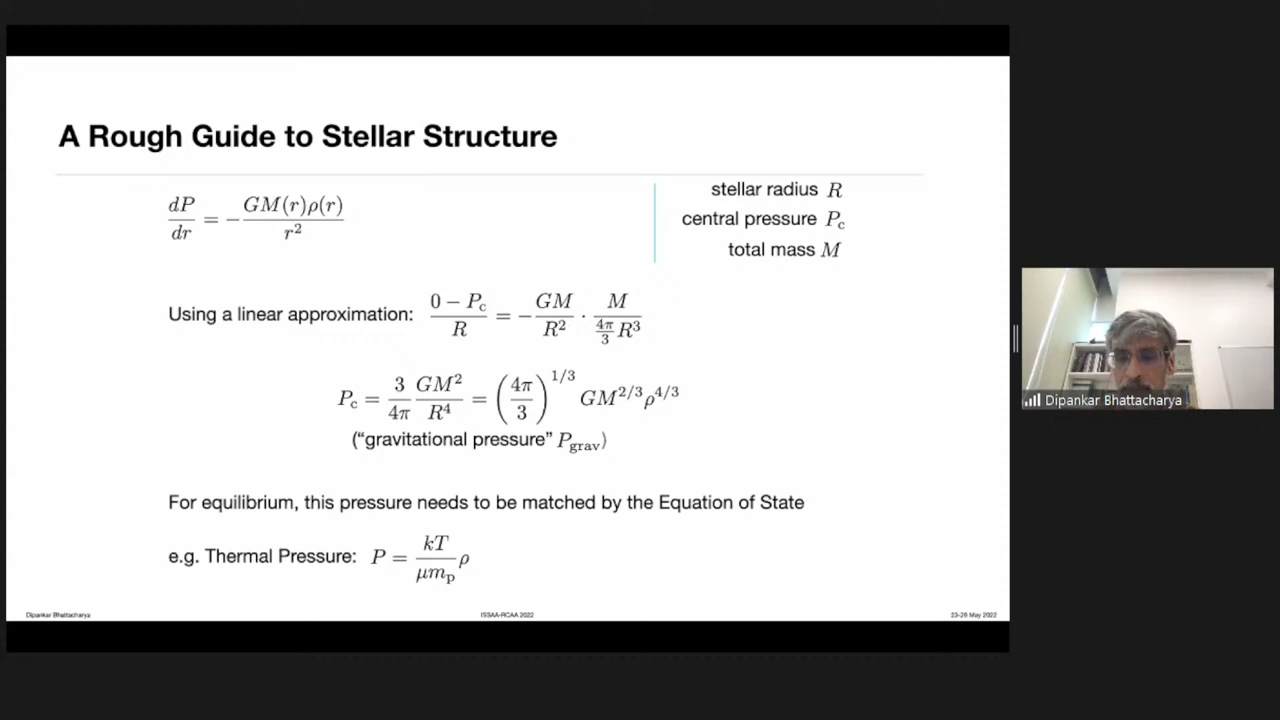 A Rough Guide to Stellar Structure
dP/dr = −GM(r)ρ(r)/r²
stellar radius R
central pressure P_c
total mass M
Using a linear approximation: (0 − P_c)/R = −GM/R² · M/(4π/3 R³)
P_c = 3/4π GM²/R⁴ = (4π/3)^{1/3} GM^{2/3}ρ^{4/3}
(“gravitational pressure” P_grav)
For equilibrium, this pressure needs to be matched by the Equation of State
e.g. Thermal Pressure: P = kT/μm_p ρ
Dipankar Bhattacharya
ISSAA-RCAA 2022
23-26 May 2022
Dipankar Bhattacharya